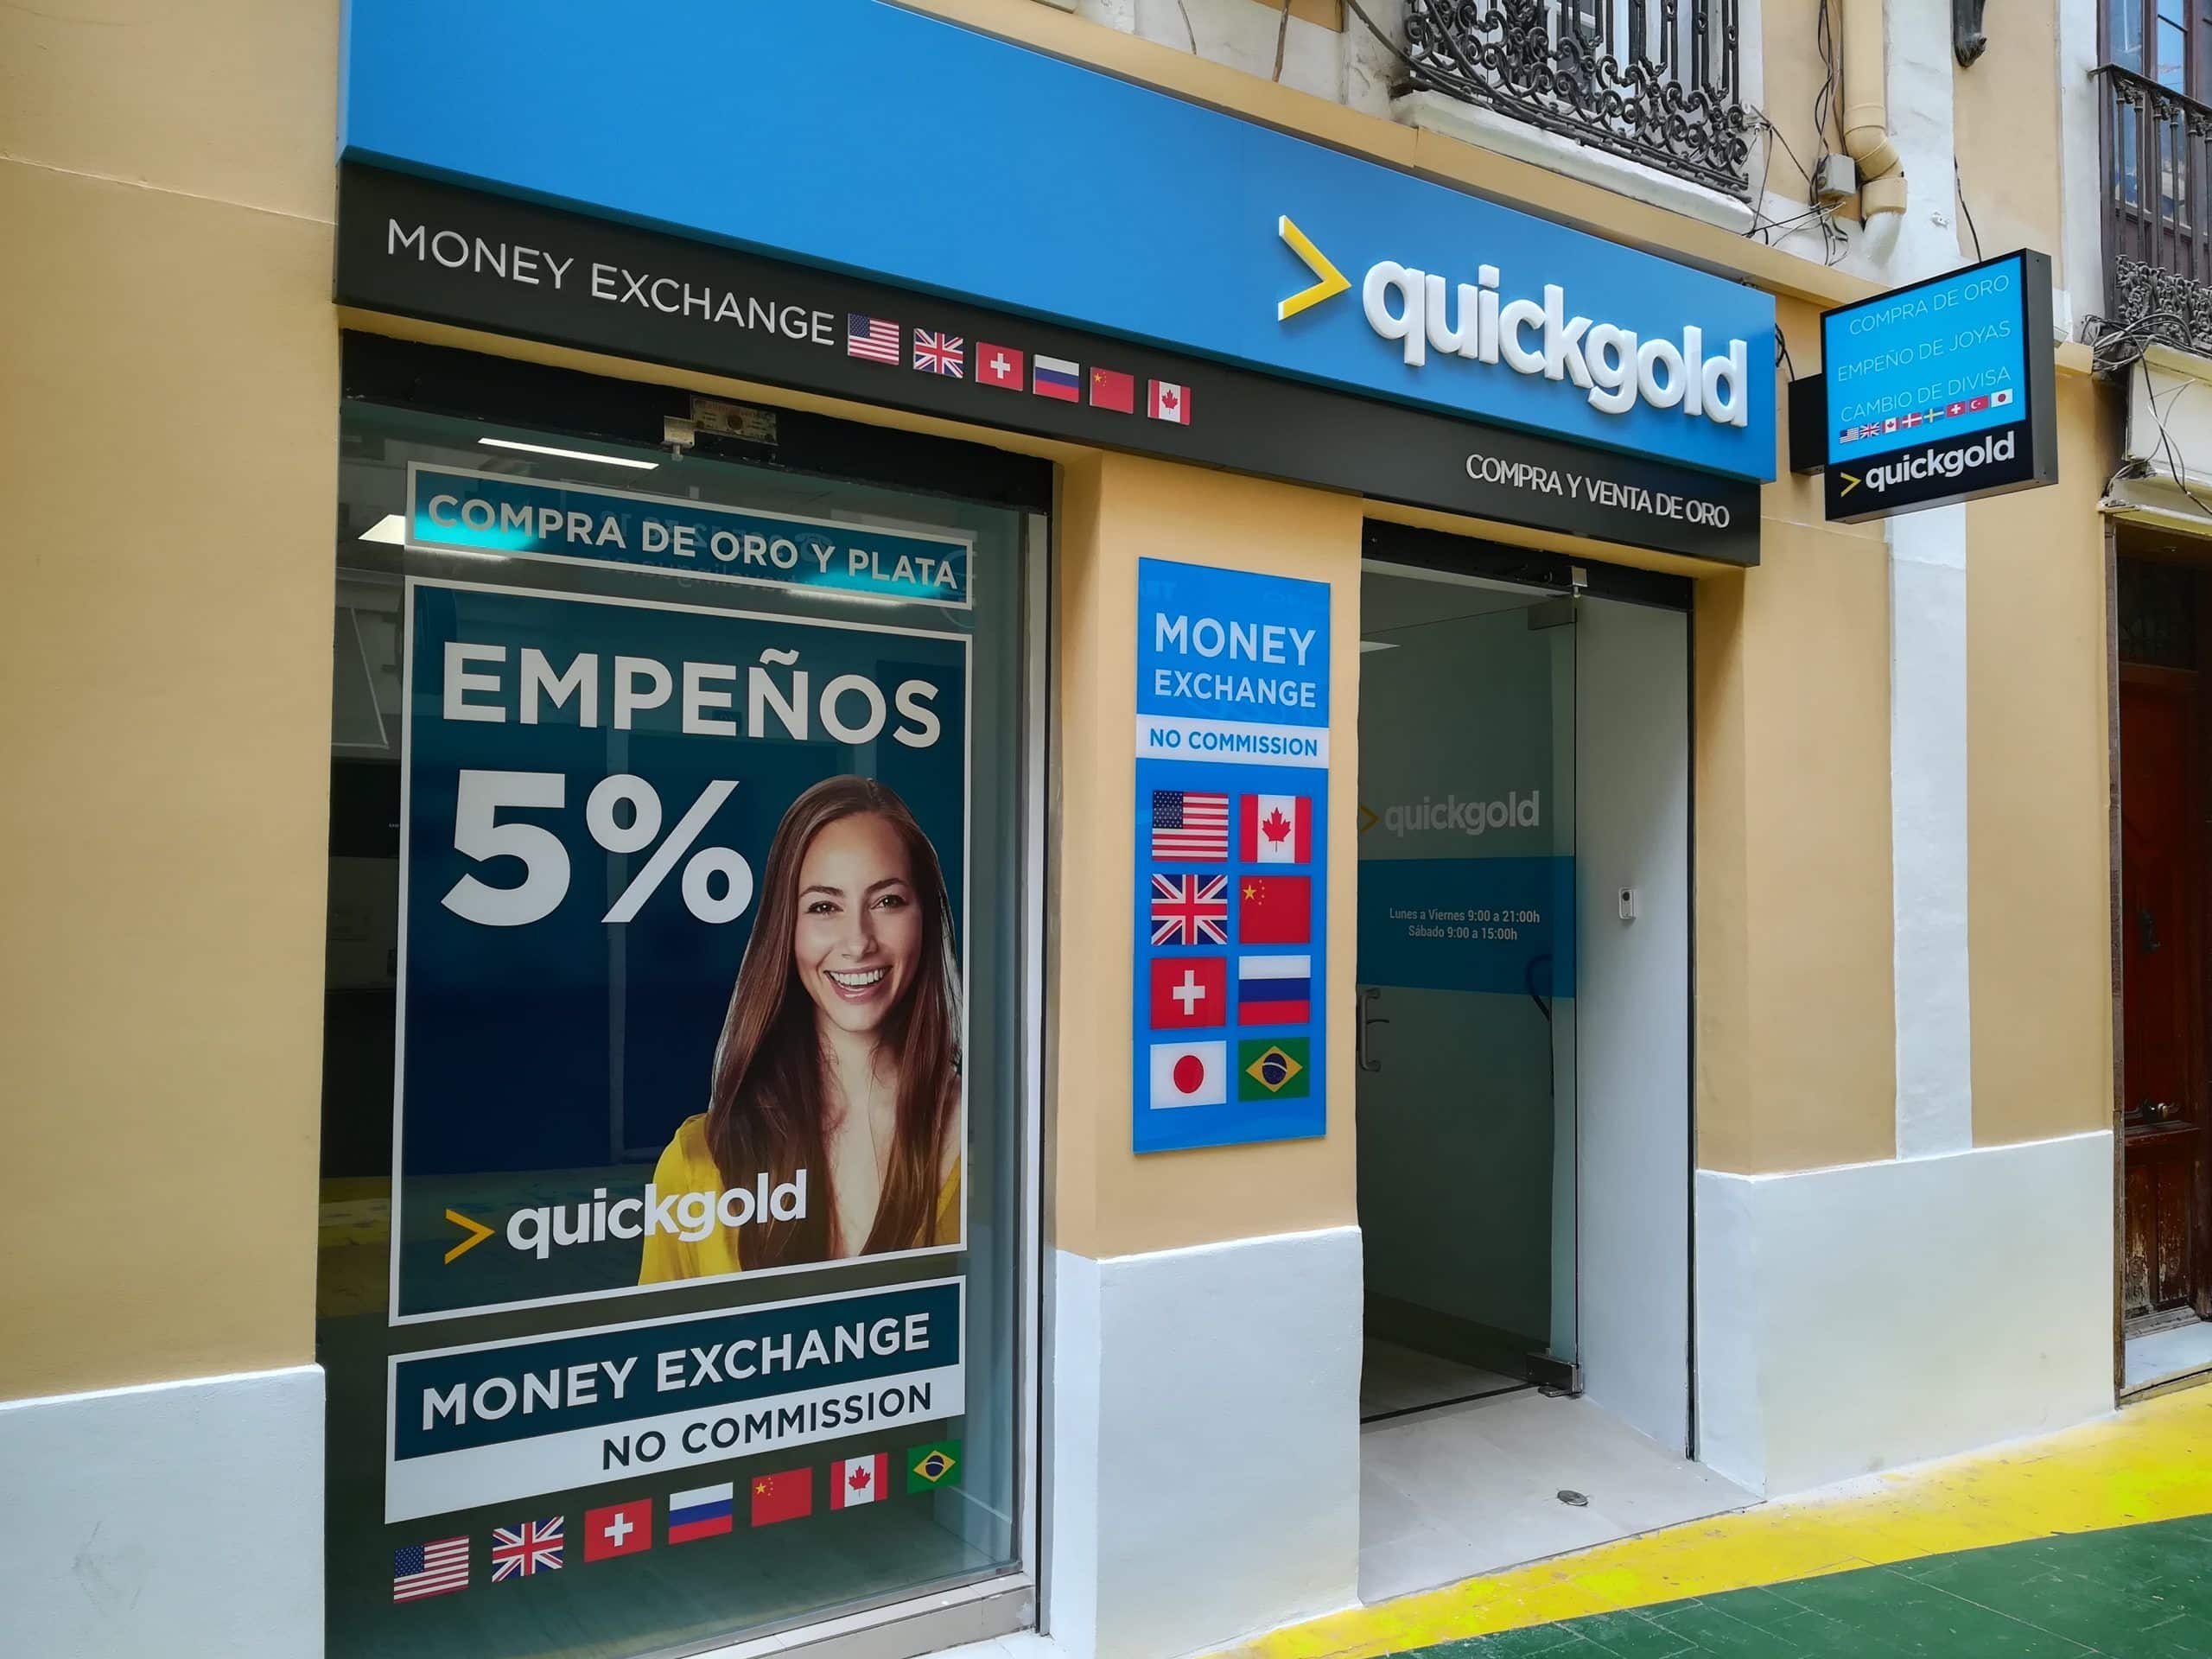 MONEY EXCHANGE
quickgold
COMPRA Y VENTA DE ORO
COMPRA DE ORO
EMPEÑO DE JOYAS
CAMBIO DE DIVISA
quickgold
COMPRA DE ORO Y PLATA
EMPEÑOS
5%
quickgold
MONEY EXCHANGE
NO COMMISSION
MONEY
EXCHANGE
NO COMMISSION
quickgold
Lunes a Viernes 9:00 a 21:00h
Sábado 9:00 a 15:00h